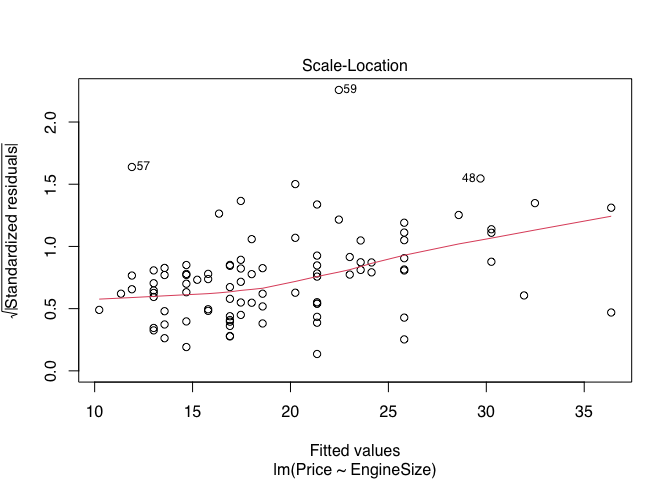 Scale-Location
√|Standardized residuals|
2.0
1.5
1.0
0.5
0.0
59
57
48
10 15 20 25 30 35
Fitted values
lm(Price ~ EngineSize)